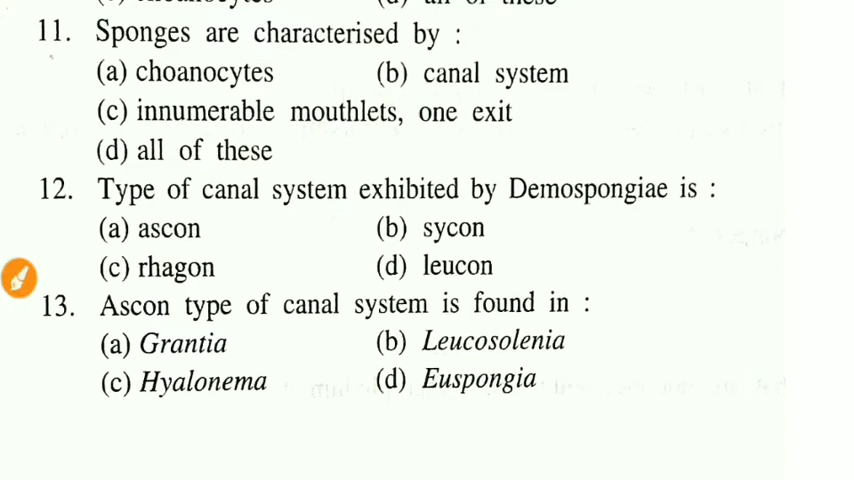 11. Sponges are characterised by :
(a) choanocytes (b) canal system
(c) innumerable mouthlets, one exit
(d) all of these
12. Type of canal system exhibited by Demospongiae is :
(a) ascon (b) sycon
(c) rhagon (d) leucon
13. Ascon type of canal system is found in :
(a) Grantia (b) Leucosolenia
(c) Hyalonema (d) Euspongia